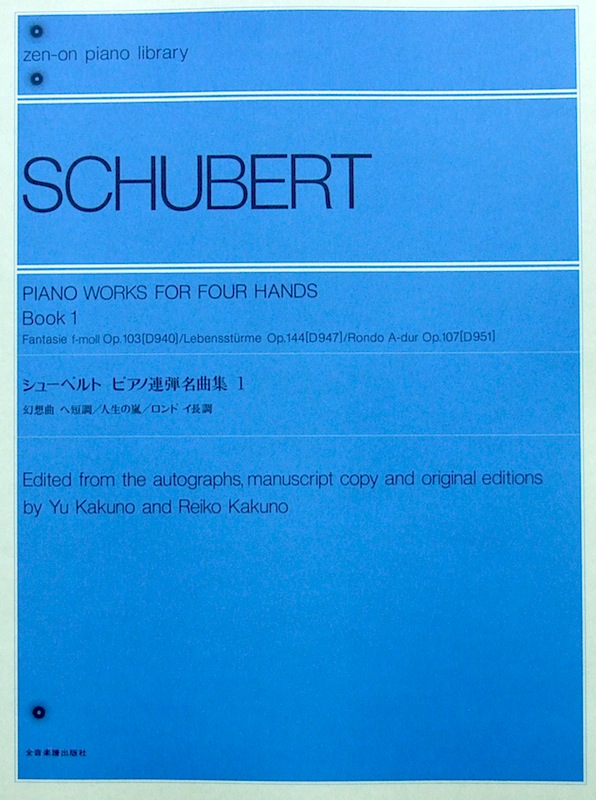 zen-on piano library
SCHUBERT
PIANO WORKS FOR FOUR HANDS
Book 1
Fantasie f-moll Op.103[D940]/Lebensstürme Op.144[D947]/Rondo A-dur Op.107[D951]
シューベルト ピアノ連弾名曲集 1
幻想曲 ヘ短調/人生の嵐/ロンド イ長調
Edited from the autographs, manuscript copy and original editions
by Yu Kakuno and Reiko Kakuno
全音楽譜出版社